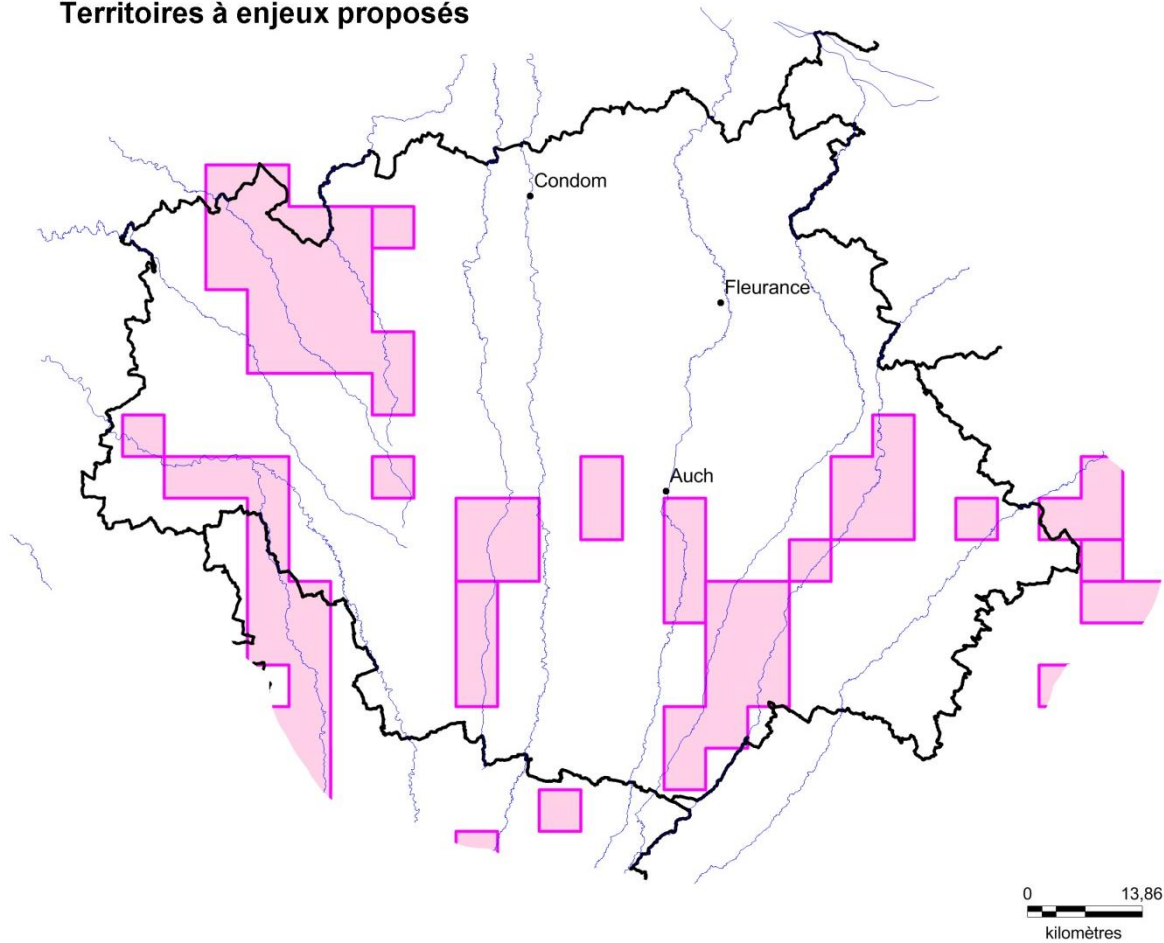 Territoires à enjeux proposés
Condom
Fleurance
Auch
0 13,86
kilomètres